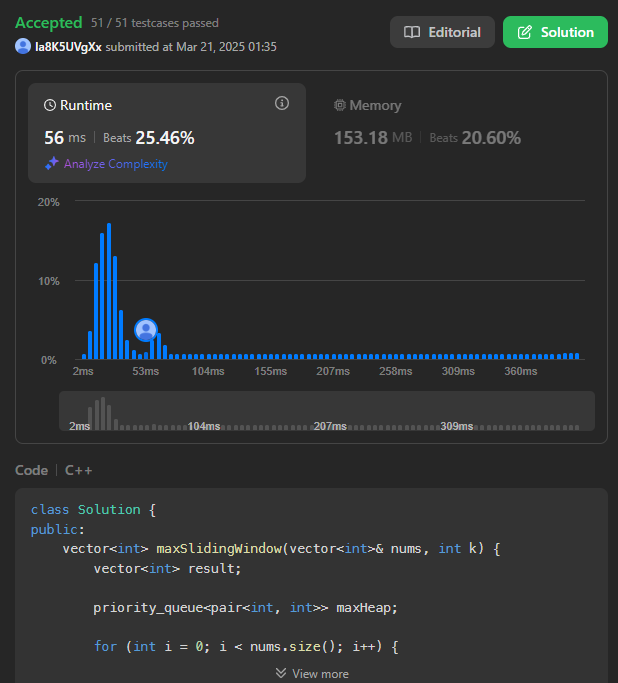 Accepted 51 / 51 testcases passed
la8K5UVgXx submitted at Mar 21, 2025 01:35
Editorial
Solution
Runtime
56 ms Beats 25.46%
Analyze Complexity
Memory
153.18 MB Beats 20.60%
20%
10%
0%
2ms 53ms 104ms 155ms 207ms 258ms 309ms 360ms
2ms 104ms 207ms 309ms
Code C++
class Solution {
public:
    vector<int> maxSlidingWindow(vector<int>& nums, int k) {
        vector<int> result;
        priority_queue<pair<int, int>> maxHeap;
        for (int i = 0; i < nums.size(); i++) {
View more